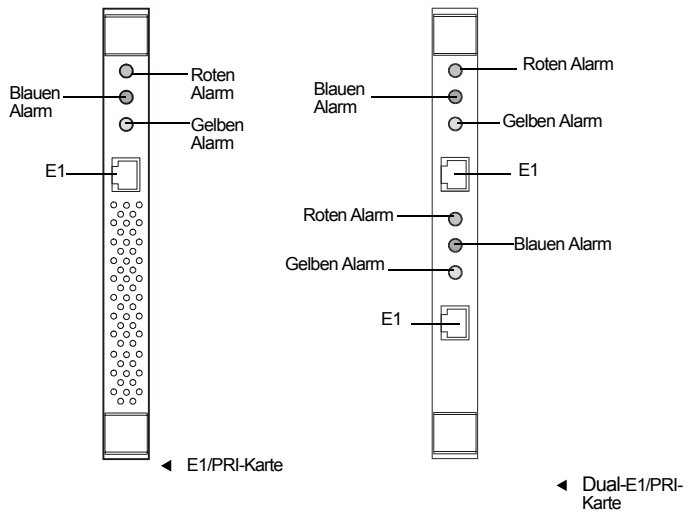 Roten
Alarm
Blauen
Alarm
Gelben
Alarm
E1
E1/PRI-Karte
Roten Alarm
Blauen
Alarm
Gelben Alarm
E1
Roten Alarm
Blauen Alarm
Gelben Alarm
E1
Dual-E1/PRI-
Karte